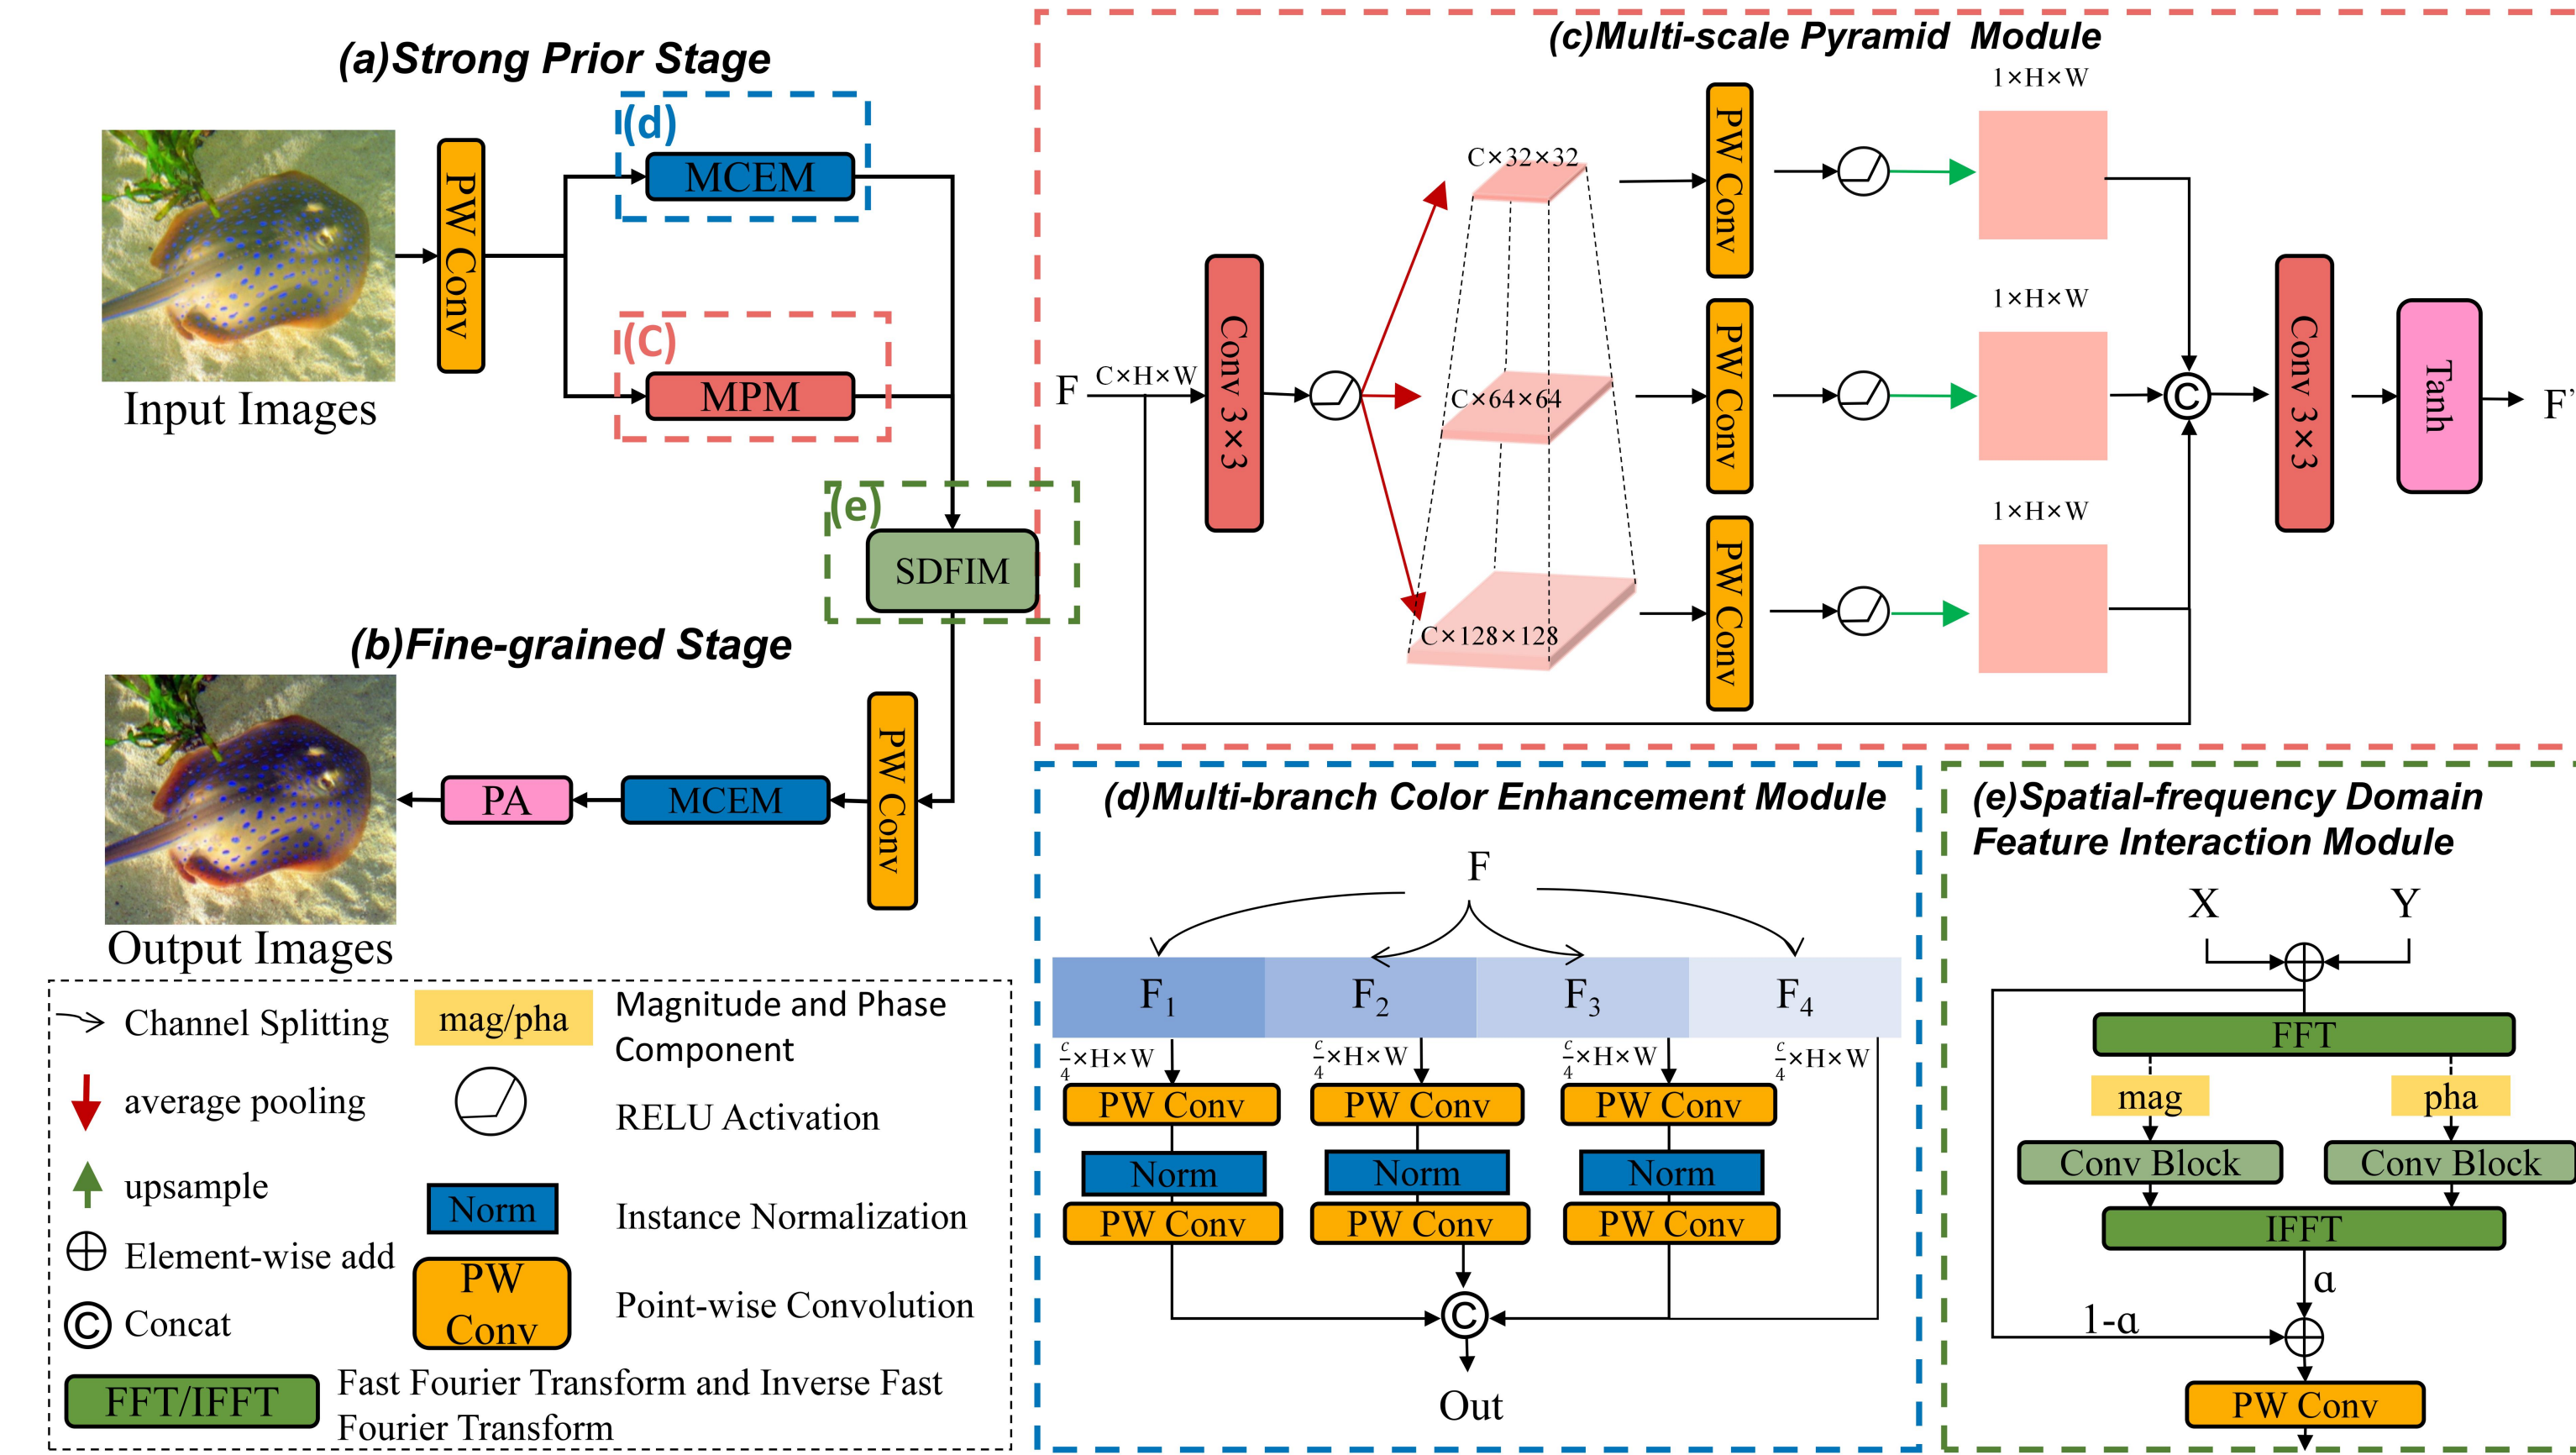 (a)Strong Prior Stage
(d)
MCEM
PW Conv
(C)
MPM
Input Images
(e)
SDFIM
(b)Fine-grained Stage
PA
MCEM
PW Conv
Output Images
Channel Splitting
mag/pha
Magnitude and Phase
Component
average pooling
RELU Activation
upsample
Norm
Instance Normalization
Element-wise add
PW
Conv
Point-wise Convolution
C
Concat
FFT/IFFT
Fast Fourier Transform and Inverse Fast
Fourier Transform
(c)Multi-scale Pyramid Module
F
C×H×W
Conv 3×3
C×32×32
C×64×64
C×128×128
PW Conv
PW Conv
PW Conv
1×H×W
1×H×W
1×H×W
C
Conv 3×3
Tanh
F'
(d)Multi-branch Color Enhancement Module
F
F₁ F₂ F₃ F₄
c/4×H×W c/4×H×W c/4×H×W c/4×H×W
PW Conv PW Conv PW Conv
Norm Norm Norm
PW Conv PW Conv PW Conv
C
Out
(e)Spatial-frequency Domain
Feature Interaction Module
X Y
FFT
mag pha
Conv Block Conv Block
IFFT
α
1-α
PW Conv